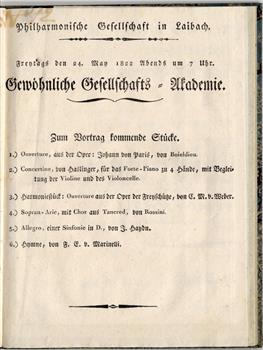 Philharmonische Gesellschaft in Laibach.
Freytags den 24. May 1822 Abends um 7 Uhr.
Gewöhnliche Gesellschafts-Akademie.
Zum Vortrag kommende Stücke.
1.) Ouverture, aus der Oper: Johann von Paris, von Boieldieu.
2.) Concertino, von Haslinger, für das Forte-Piano zu 4 Hände, mit Beglei-
tung der Violine und des Violoncelle.
3.) Harmoniestück: Ouverture aus der Oper der Freyschütze, von C. M. v. Weber.
4.) Sopran-Arie, mit Chor aus Tancred, von Rossini.
5.) Allegro, einer Sinfonie in D, von J. Haydn.
6.) Hymne, von F. E. v. Marinelli.